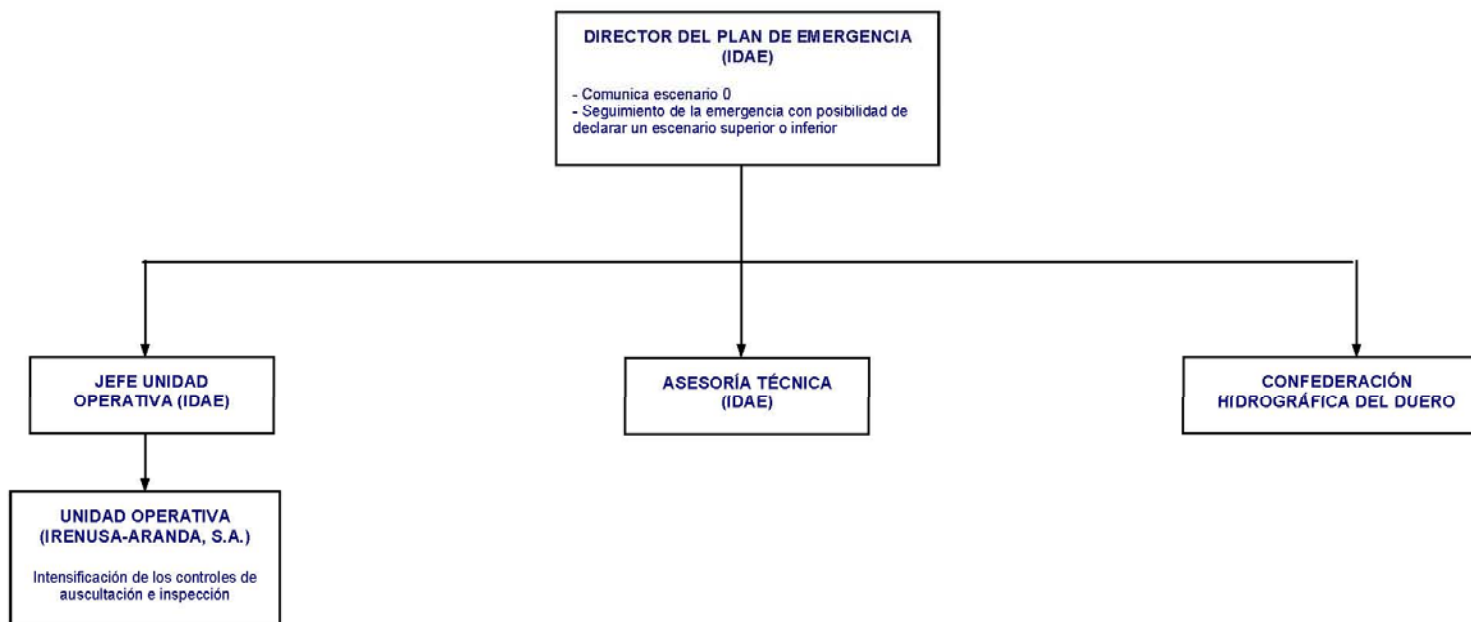 DIRECTOR DEL PLAN DE EMERGENCIA
(IDAE)
- Comunica escenario 0
- Seguimiento de la emergencia con posibilidad de
declarar un escenario superior o inferior
JEFE UNIDAD
OPERATIVA (IDAE)
ASESORÍA TÉCNICA
(IDAE)
CONFEDERACIÓN
HIDROGRÁFICA DEL DUERO
UNIDAD OPERATIVA
(IRENUSA-ARANDA, S.A.)
Intensificación de los controles de
auscultación e inspección